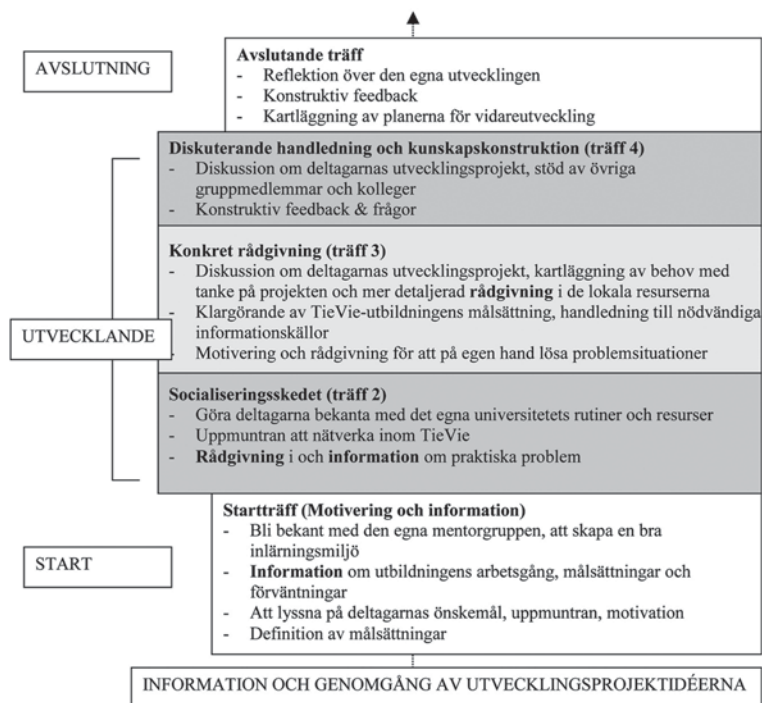 AVSLUTNING
Avslutande träff
- Reflektion över den egna utvecklingen
- Konstruktiv feedback
- Kartläggning av planerna för vidareutveckling
UTVECKLANDE
Diskuterande handledning och kunskapskonstruktion (träff 4)
- Diskussion om deltagarnas utvecklingsprojekt, stöd av övriga
gruppmedlemmar och kolleger
- Konstruktiv feedback & frågor
Konkret rådgivning (träff 3)
- Diskussion om deltagarnas utvecklingsprojekt, kartläggning av behov med
tanke på projekten och mer detaljerad rådgivning i de lokala resurserna
- Klargörande av TieVie-utbildningens målsättning, handledning till nödvändiga
informationskällor
- Motivering och rådgivning för att på egen hand lösa problemsituationer
Socialiseringsskedet (träff 2)
- Göra deltagarna bekanta med det egna universitetets rutiner och resurser
- Uppmuntran att nätverka inom TieVie
- Rådgivning i och information om praktiska problem
START
Startträff (Motivering och information)
- Bli bekant med den egna mentorgruppen, att skapa en bra
inlärningsmiljö
- Information om utbildningens arbetsgång, målsättningar och
förväntningar
- Att lyssna på deltagarnas önskemål, uppmuntran, motivation
- Definition av målsättningar
INFORMATION OCH GENOMGÅNG AV UTVECKLINGSPROJEKTIDÉERNA